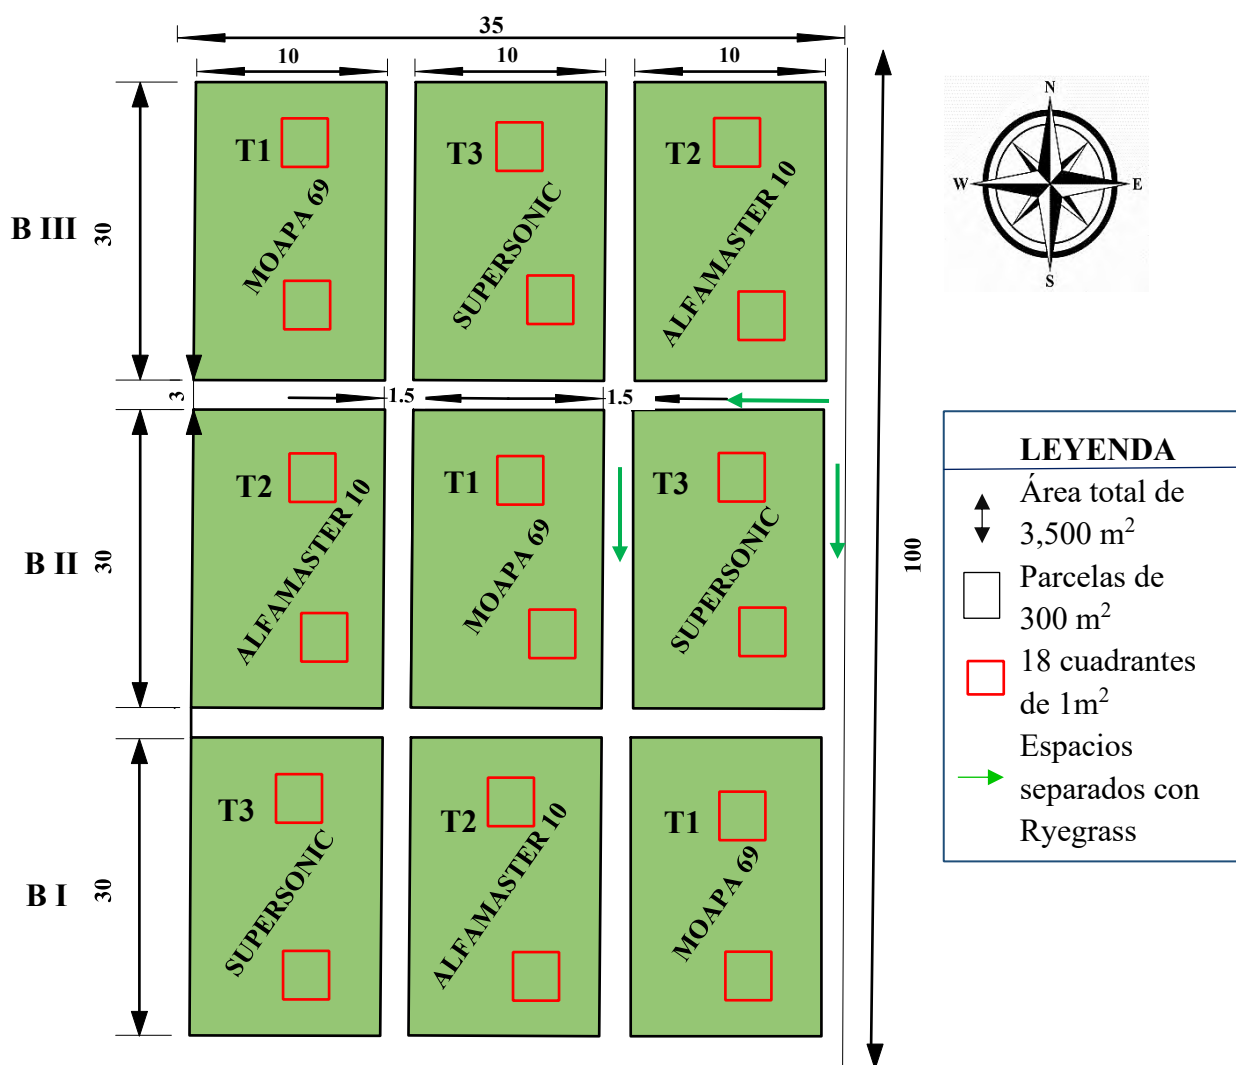 35
10
10
10
N
W
E
S
B III
30
T1
MOAPA 69
T3
SUPERSONIC
T2
ALFAMASTER 10
3
1.5
1.5
B II
30
T2
ALFAMASTER 10
T1
MOAPA 69
T3
SUPERSONIC
100
B I
30
T3
SUPERSONIC
T2
ALFAMASTER 10
T1
MOAPA 69
LEYENDA
Área total de
3,500 m²
Parcelas de
300 m²
18 cuadrantes
de 1m²
Espacios
separados con
Ryegrass